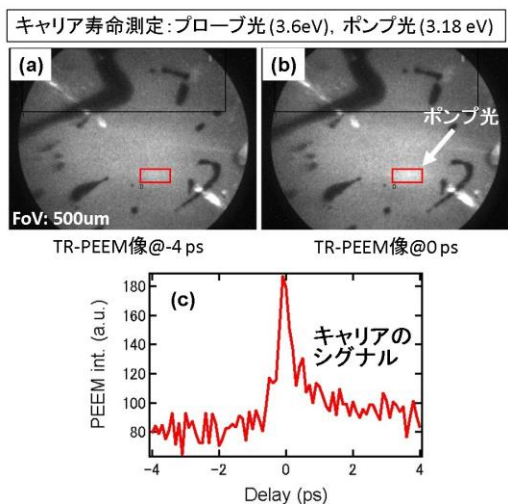 キャリア寿命測定：プローブ光(3.6eV), ポンプ光(3.18 eV)
(a)
(b)
ポンプ光
FoV: 500um
TR-PEEM像@-4 ps
TR-PEEM像@0 ps
(c)
キャリアの
シグナル
PEEM int. (a.u.)
180
160
140
120
100
80
-4
-2
0
2
4
Delay (ps)